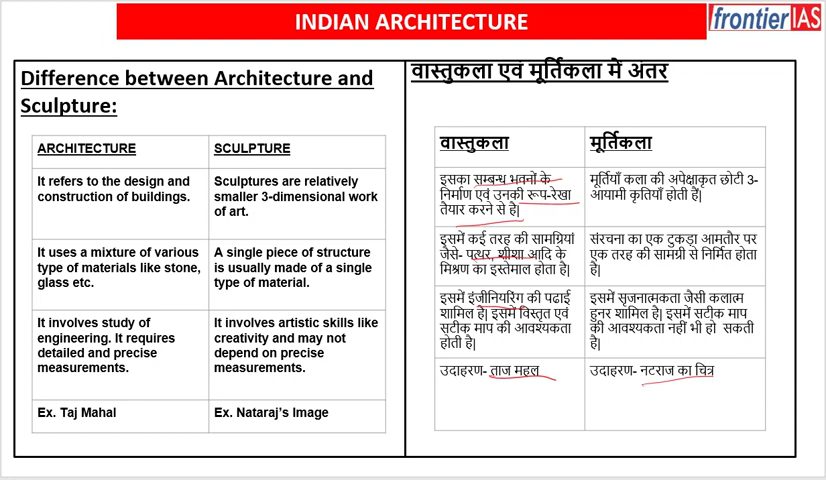 INDIAN ARCHITECTURE
frontierIAS
Difference between Architecture and
Sculpture:
ARCHITECTURE
SCULPTURE
It refers to the design and
construction of buildings.
Sculptures are relatively
smaller 3-dimensional work
of art.
It uses a mixture of various
type of materials like stone,
glass etc.
A single piece of structure
is usually made of a single
type of material.
It involves study of
engineering. It requires
detailed and precise
measurements.
It involves artistic skills like
creativity and may not
depend on precise
measurements.
Ex. Taj Mahal
Ex. Nataraj's Image
वास्तुकला एवं मूर्तिकला में अंतर
वास्तुकला
मूर्तिकला
इसका सम्बन्ध भवनों के
निर्माण एवं उनकी रूप-रेखा
तैयार करने से है|
मूर्तियाँ कला की अपेक्षाकृत छोटी 3-
आयामी कृतियाँ होती हैं|
इसमें कई तरह की सामग्रियां
जैसे- पत्थर, शीशा आदि के
मिश्रण का इस्तेमाल होता है|
संरचना का एक टुकड़ा आमतौर पर
एक तरह की सामग्री से निर्मित होता
है|
इसमें इंजीनियरिंग की पढाई
शामिल है| इसमें विस्तृत एवं
सटीक माप की आवश्यकता
होती है|
इसमें सृजनात्मकता जैसी कलात्म
हुनर शामिल है| इसमें सटीक माप
की आवश्यकता नहीं भी हो सकती
है|
उदाहरण- ताज महल
उदाहरण- नटराज का चित्र